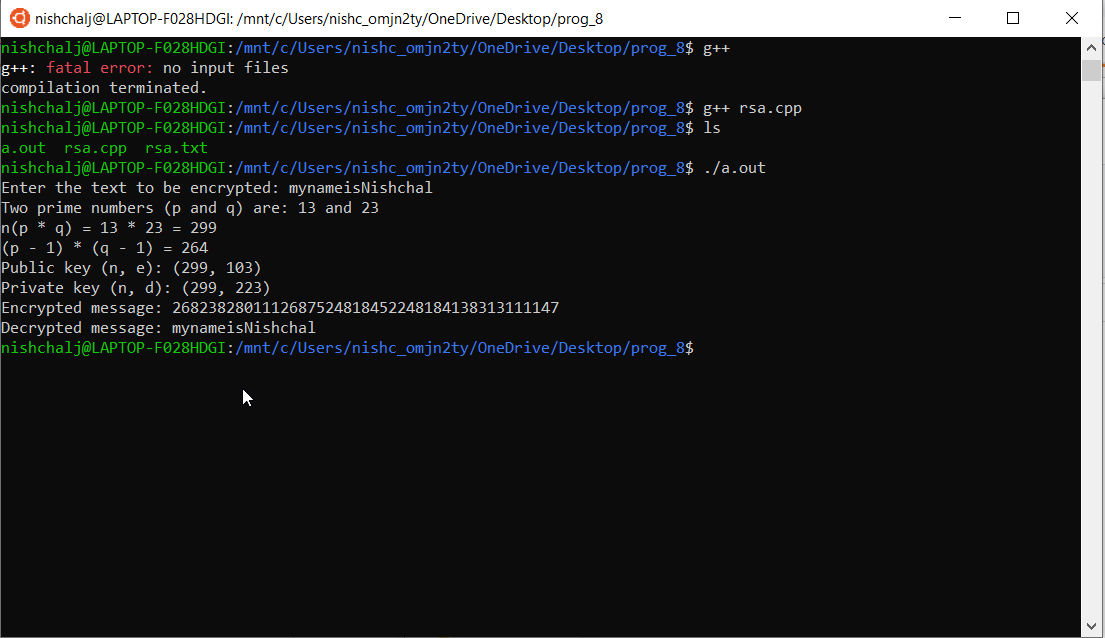 nishchalj@LAPTOP-F028HDGI: /mnt/c/Users/nishc_omjn2ty/OneDrive/Desktop/prog_8
nishchalj@LAPTOP-F028HDGI:/mnt/c/Users/nishc_omjn2ty/OneDrive/Desktop/prog_8$ g++
g++: fatal error: no input files
compilation terminated.
nishchalj@LAPTOP-F028HDGI:/mnt/c/Users/nishc_omjn2ty/OneDrive/Desktop/prog_8$ g++ rsa.cpp
nishchalj@LAPTOP-F028HDGI:/mnt/c/Users/nishc_omjn2ty/OneDrive/Desktop/prog_8$ ls
a.out  rsa.cpp  rsa.txt
nishchalj@LAPTOP-F028HDGI:/mnt/c/Users/nishc_omjn2ty/OneDrive/Desktop/prog_8$ ./a.out
Enter the text to be encrypted: mynameisNishchal
Two prime numbers (p and q) are: 13 and 23
n(p * q) = 13 * 23 = 299
(p - 1) * (q - 1) = 264
Public key (n, e): (299, 103)
Private key (n, d): (299, 223)
Encrypted message: 2682382801112687524818452248184138313111147
Decrypted message: mynameisNishchal
nishchalj@LAPTOP-F028HDGI:/mnt/c/Users/nishc_omjn2ty/OneDrive/Desktop/prog_8$